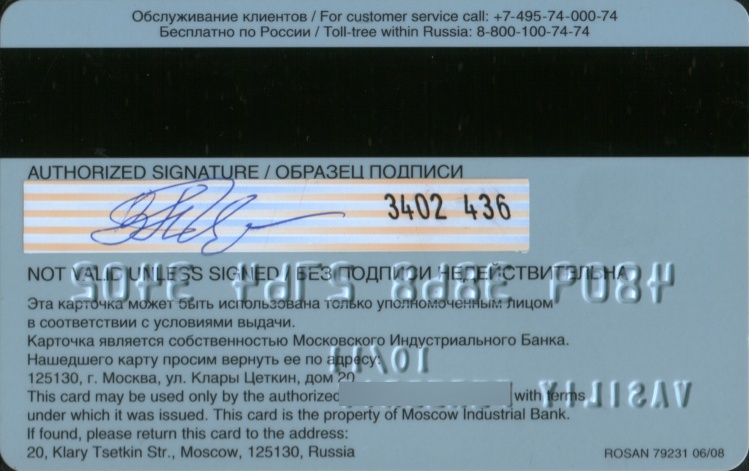 Обслуживание клиентов / For customer service call: +7-495-74-000-74
Бесплатно по России / Toll-tree within Russia: 8-800-100-74-74
AUTHORIZED SIGNATURE / ОБРАЗЕЦ ПОДПИСИ
NOT VALID UNLESS SIGNED / БЕЗ ПОДПИСИ НЕДЕЙСТВИТЕЛЬНА
Эта карточка может быть использована только уполномоченным лицом
в соответствии с условиями выдачи.
Карточка является собственностью Московского Индустриального Банка.
Нашедшего карту просим вернуть ее по адресу:
125130, г. Москва, ул. Клары Цеткин, дом 20
This card may be used only by the authorized with terms
under which it was issued. This card is the property of Moscow Industrial Bank.
If found, please return this card to the address:
20, Klary Tsetkin Str., Moscow, 125130, Russia
ROSAN 79231 06/08